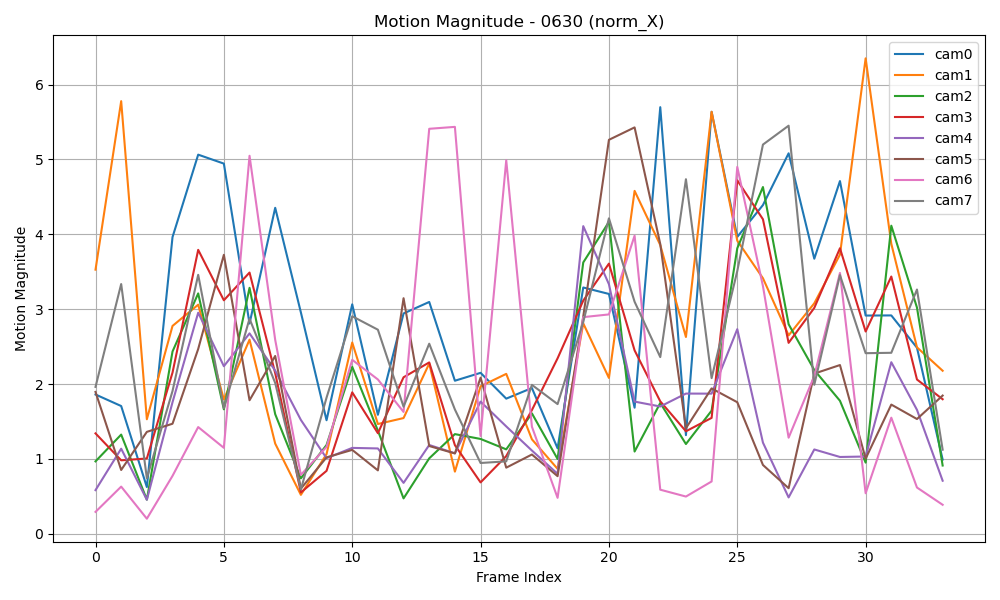 Motion Magnitude - 0630 (norm_X)
cam0
cam1
cam2
cam3
cam4
cam5
cam6
cam7
Motion Magnitude
6
5
4
3
2
1
0
0 5 10 15 20 25 30
Frame Index